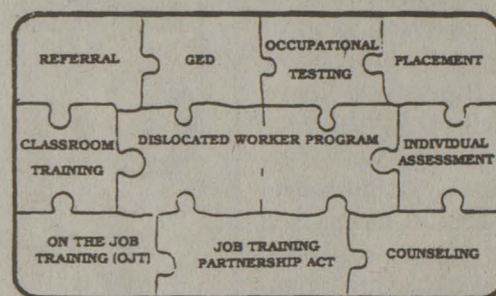 REFERRAL
GED
OCCUPATIONAL
TESTING
PLACEMENT
CLASSROOM
TRAINING
DISLOCATED WORKER PROGRAM
INDIVIDUAL
ASSESSMENT
ON THE JOB
TRAINING (OJT)
JOB TRAINING
PARTNERSHIP ACT
COUNSELING